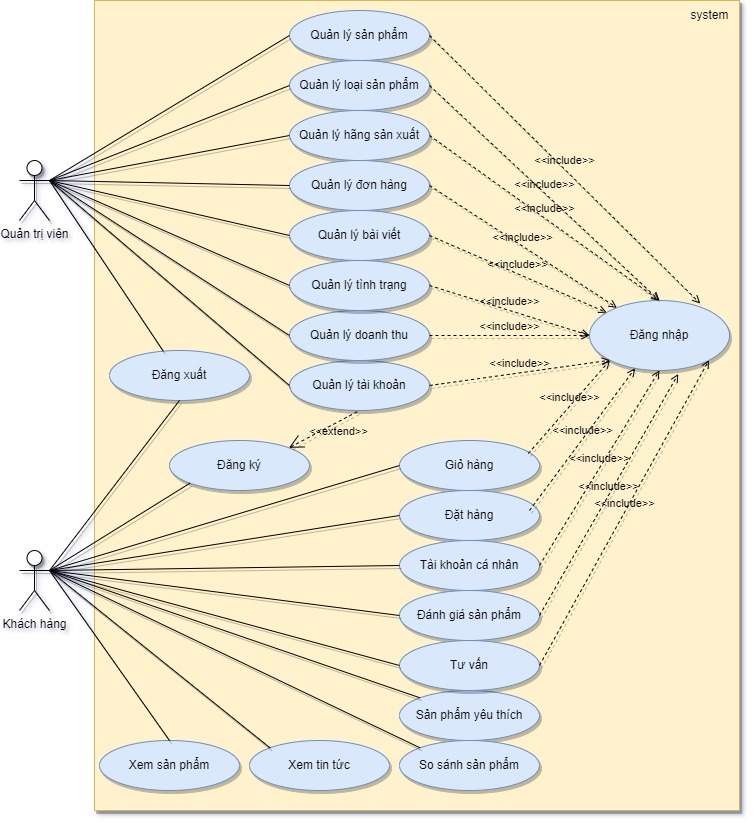 system
Quản lý sản phẩm
Quản lý loại sản phẩm
Quản lý hãng sản xuất
<<include>>
Quản lý đơn hàng
<<include>>
<<include>>
Quản trị viên
Quản lý bài viết
<<include>>
<<include>>
Quản lý tình trạng
<<include>>
Quản lý doanh thu
<<include>>
Đăng nhập
Đăng xuất
Quản lý tài khoản
<<include>>
<<include>>
<<extend>>
<<include>>
Đăng ký
Giỏ hàng
<<include>>
<<include>>
<<include>>
Đặt hàng
Tài khoản cá nhân
Khách hàng
Đánh giá sản phẩm
Tư vấn
Sản phẩm yêu thích
Xem sản phẩm
Xem tin tức
So sánh sản phẩm